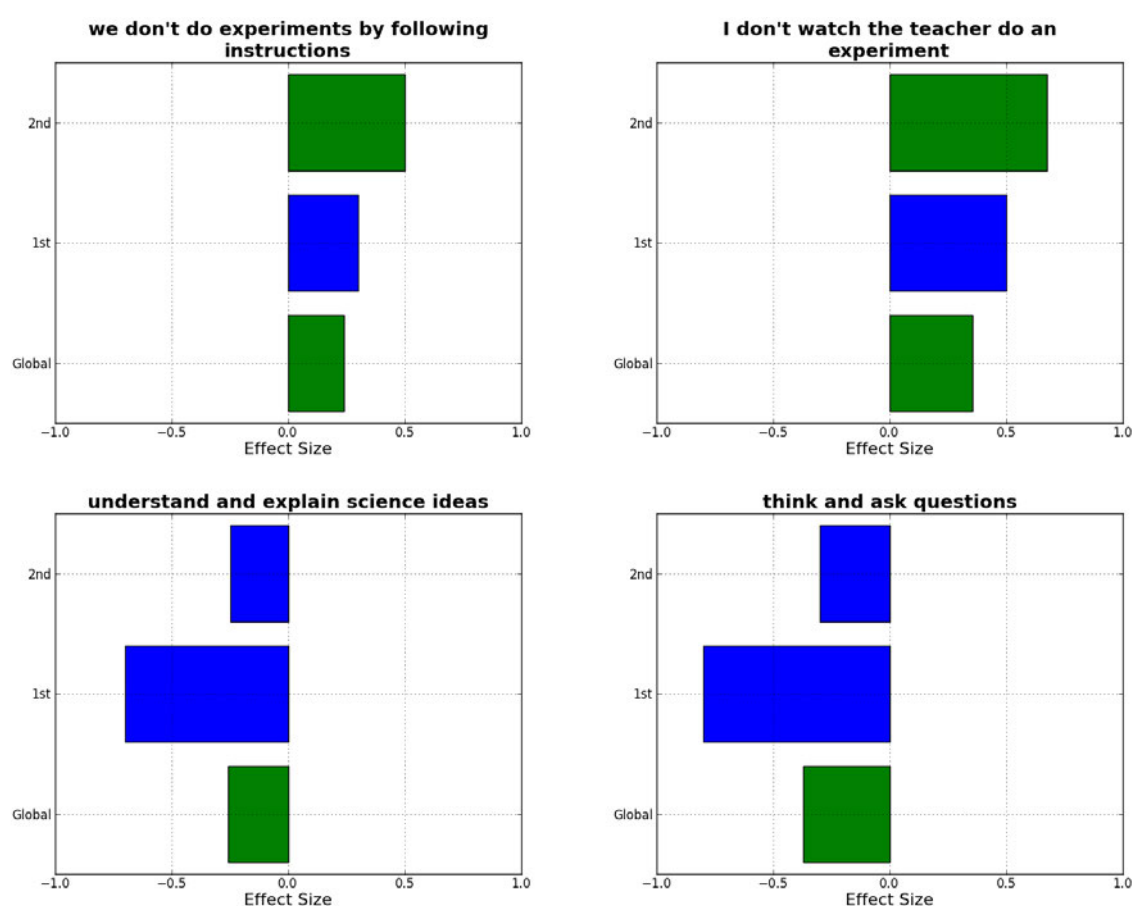 we don't do experiments by following
instructions
2nd
1st
Global
−1.0 −0.5 0.0 0.5 1.0
Effect Size
I don't watch the teacher do an
experiment
2nd
1st
Global
−1.0 −0.5 0.0 0.5 1.0
Effect Size
understand and explain science ideas
2nd
1st
Global
−1.0 −0.5 0.0 0.5 1.0
Effect Size
think and ask questions
2nd
1st
Global
−1.0 −0.5 0.0 0.5 1.0
Effect Size